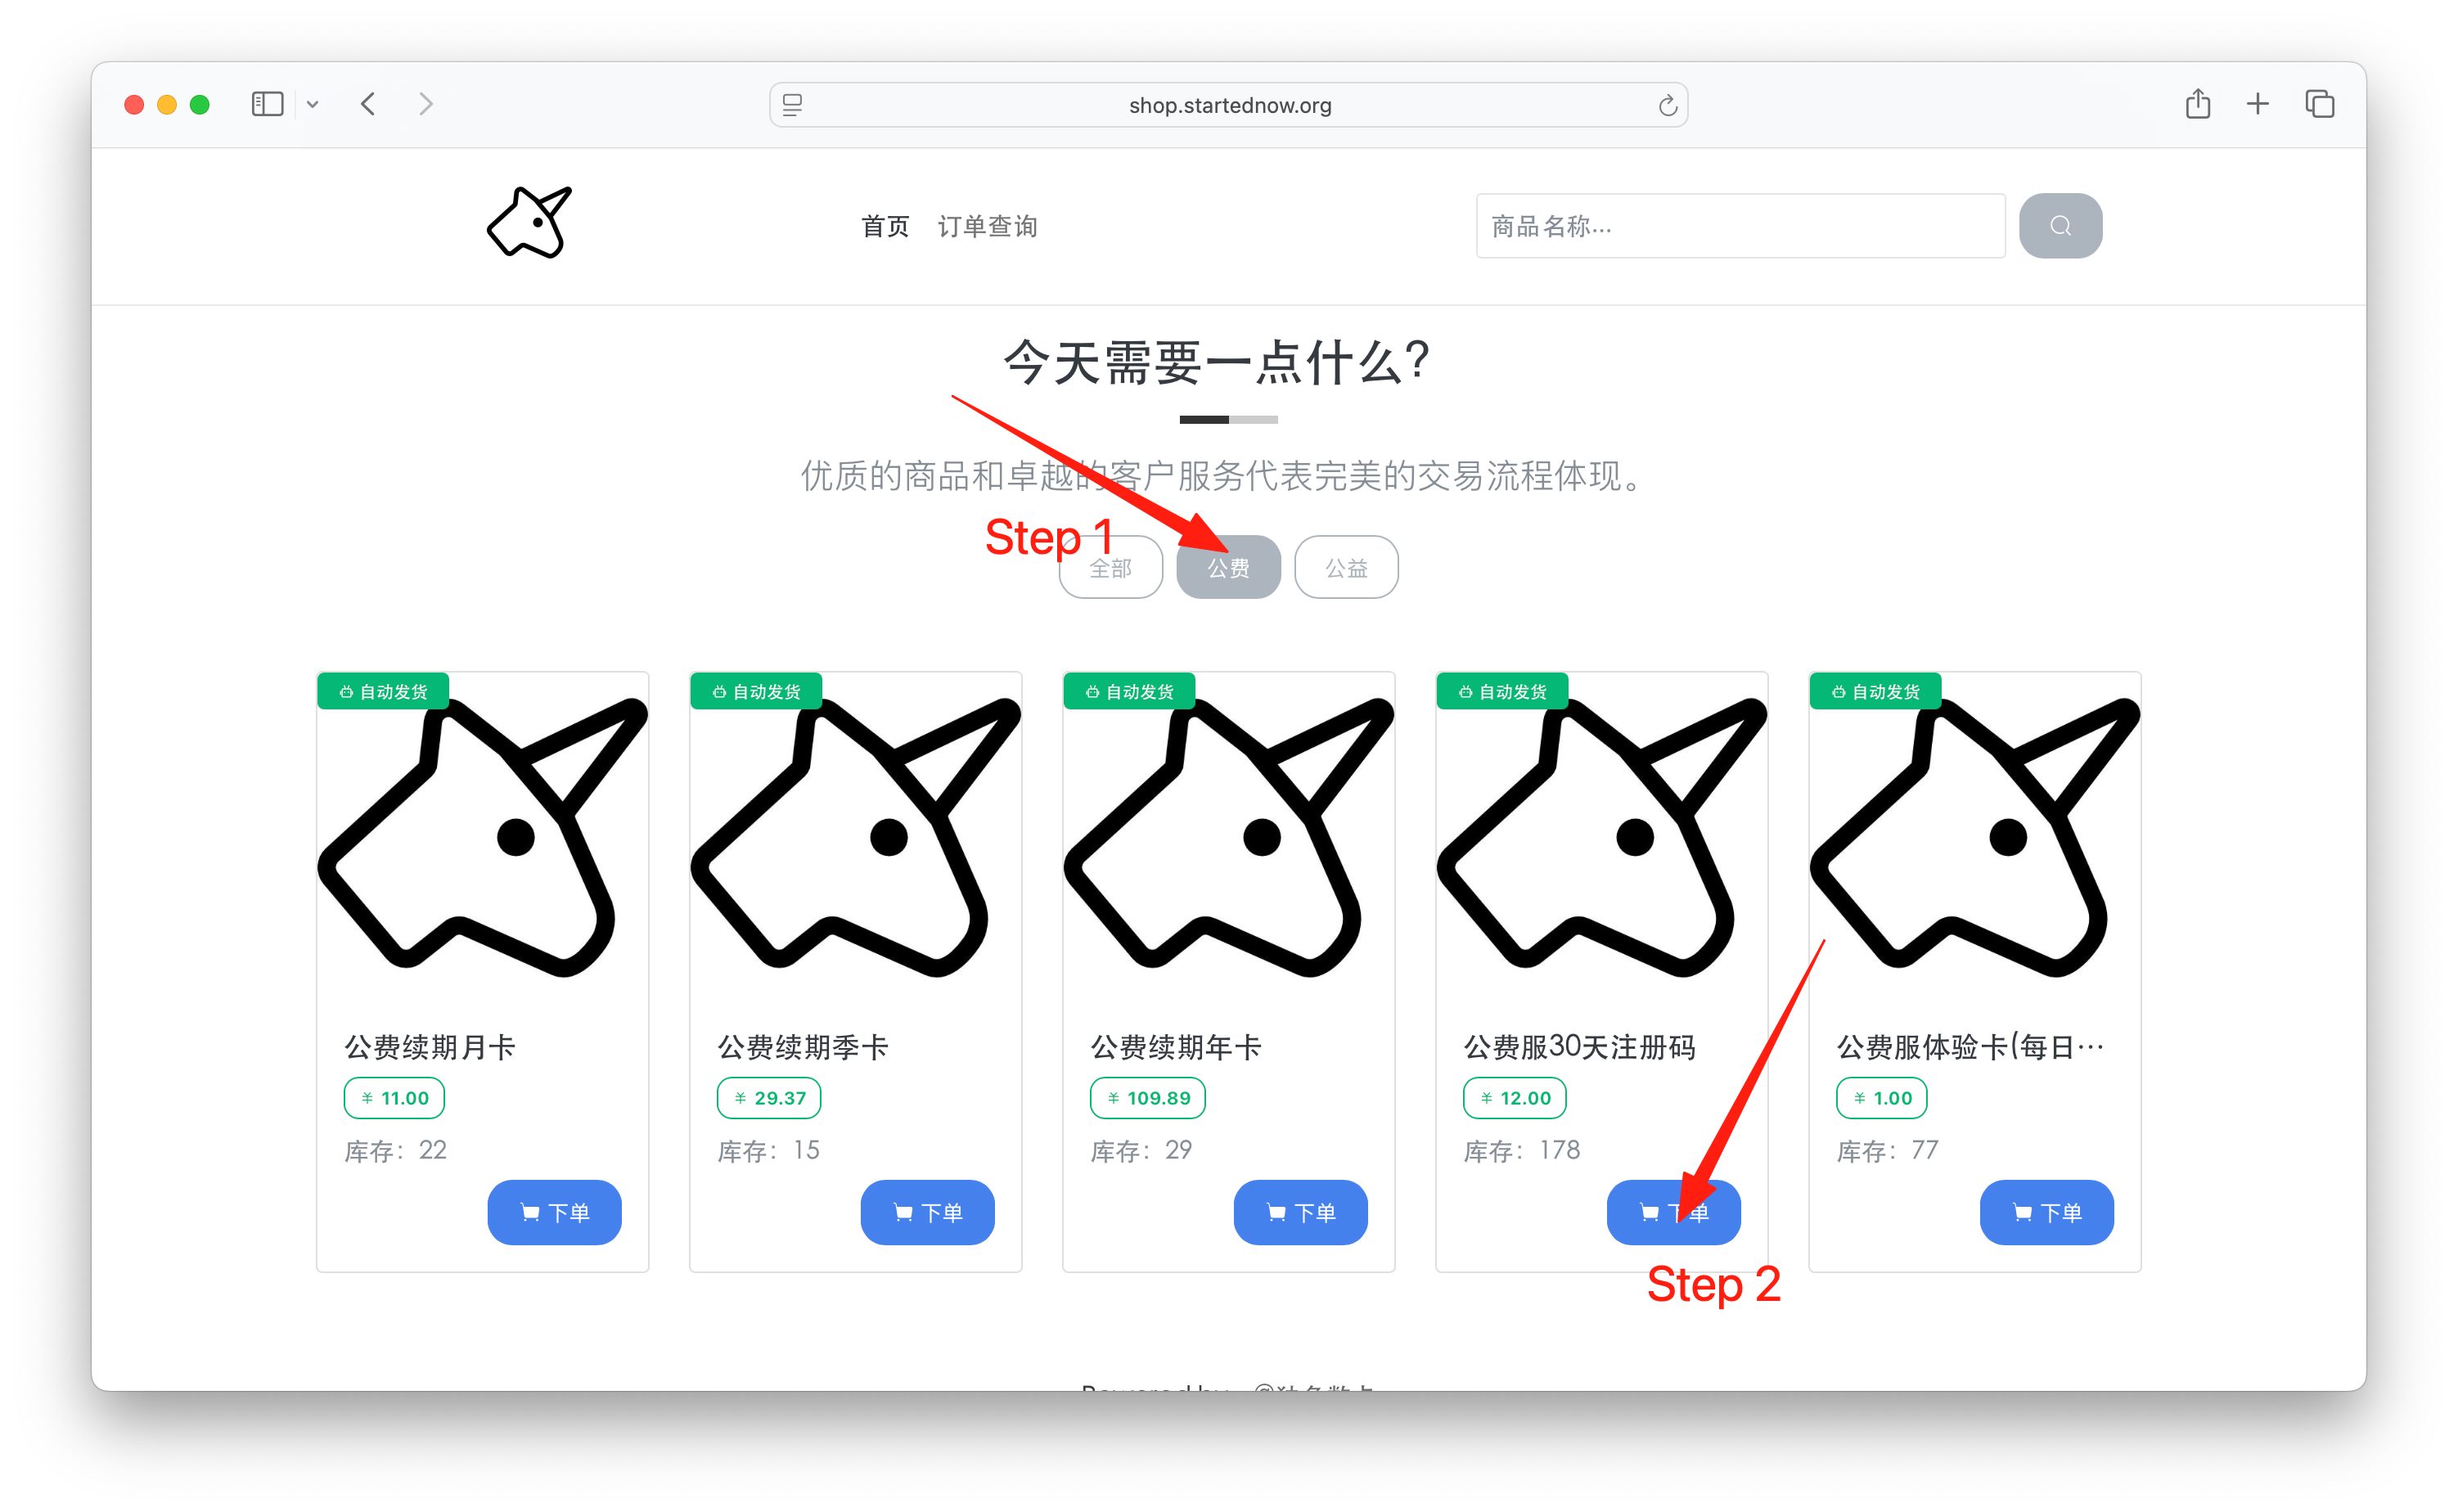 shop.startednow.org
首页 订单查询 商品名称...
今天需要一点什么?
优质的商品和卓越的客户服务代表完美的交易流程体现。
Step 1
全部 公费 公益
自动发货 自动发货 自动发货 自动发货 自动发货
公费续期月卡 公费续期季卡 公费续期年卡 公费服30天注册码 公费服体验卡(每日…
¥ 11.00 ¥ 29.37 ¥ 109.89 ¥ 12.00 ¥ 1.00
库存: 22 库存: 15 库存: 29 库存: 178 库存: 77
下单 下单 下单 下单 下单
Step 2
Powered by